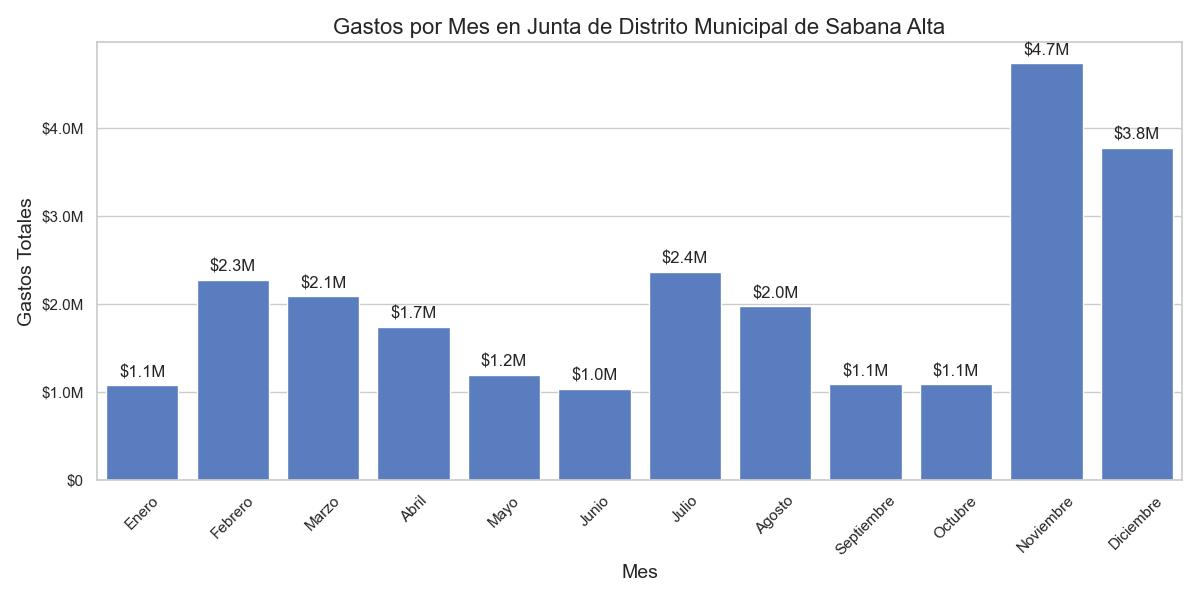 Gastos por Mes en Junta de Distrito Municipal de Sabana Alta
Gastos Totales
$4.0M
$3.0M
$2.0M
$1.0M
$0
$1.1M
$2.3M
$2.1M
$1.7M
$1.2M
$1.0M
$2.4M
$2.0M
$1.1M
$1.1M
$4.7M
$3.8M
Enero
Febrero
Marzo
Abril
Mayo
Junio
Julio
Agosto
Septiembre
Octubre
Noviembre
Diciembre
Mes